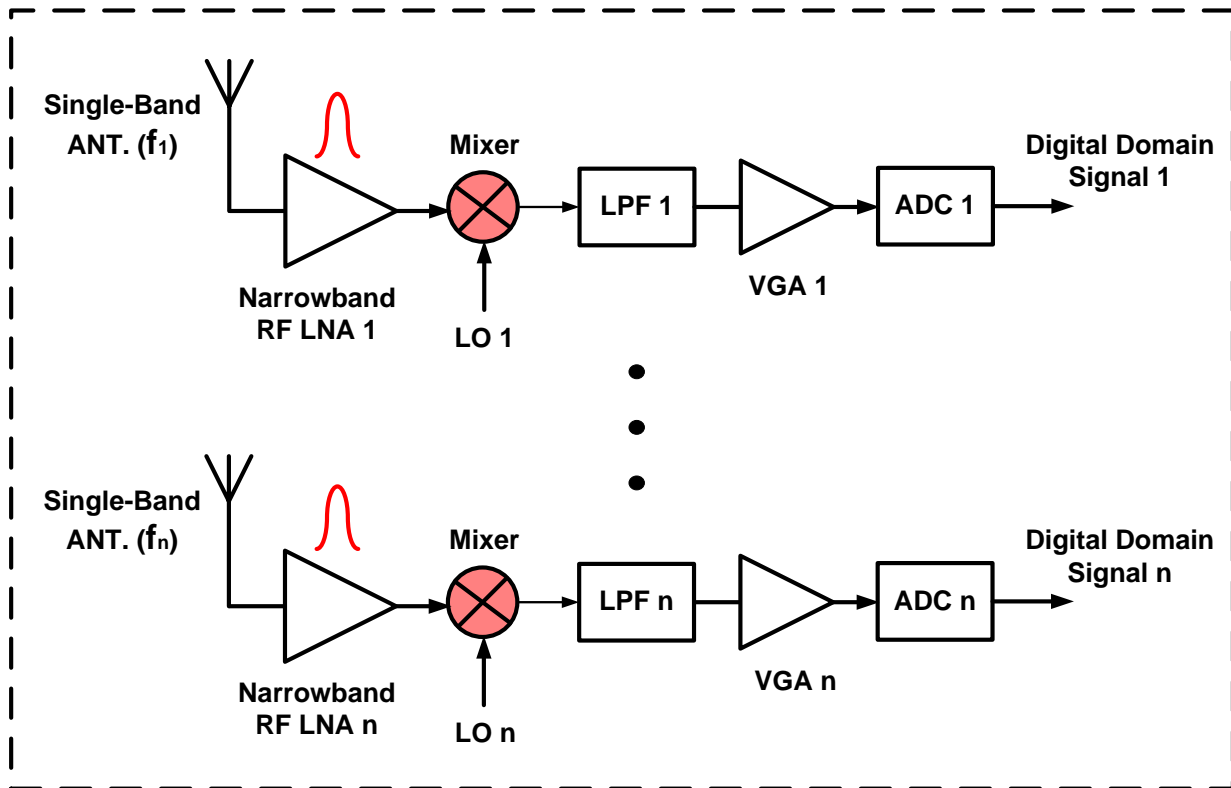 Single-Band
ANT. (f1)
Mixer
LPF 1
ADC 1
Digital Domain
Signal 1
VGA 1
Narrowband
RF LNA 1
LO 1
Single-Band
ANT. (fn)
Mixer
LPF n
ADC n
Digital Domain
Signal n
VGA n
Narrowband
RF LNA n
LO n